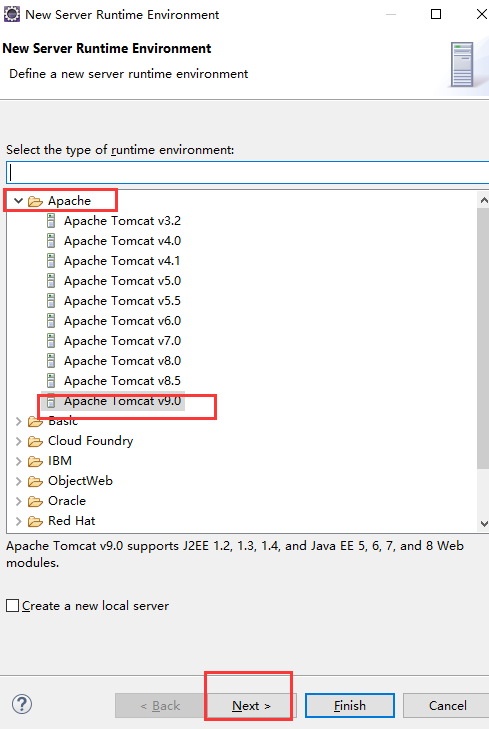 New Server Runtime Environment
New Server Runtime Environment
Define a new server runtime environment
Select the type of runtime environment:
Apache
Apache Tomcat v3.2
Apache Tomcat v4.0
Apache Tomcat v4.1
Apache Tomcat v5.0
Apache Tomcat v5.5
Apache Tomcat v6.0
Apache Tomcat v7.0
Apache Tomcat v8.0
Apache Tomcat v8.5
Apache Tomcat v9.0
Basic
Cloud Foundry
IBM
ObjectWeb
Oracle
Red Hat
Apache Tomcat v9.0 supports J2EE 1.2, 1.3, 1.4, and Java EE 5, 6, 7, and 8 Web
modules.
Create a new local server
? < Back Next > Finish Cancel